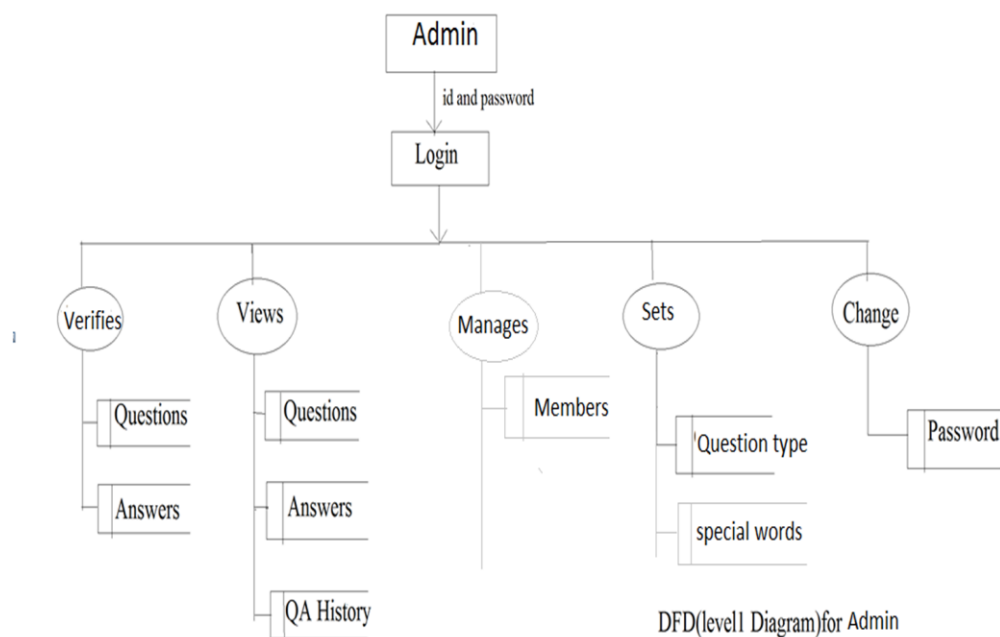 Admin
id and password
Login
Verifies
Views
Manages
Sets
Change
Questions
Answers
Questions
Answers
QA History
Members
Question type
special words
Password
DFD(level1 Diagram)for Admin